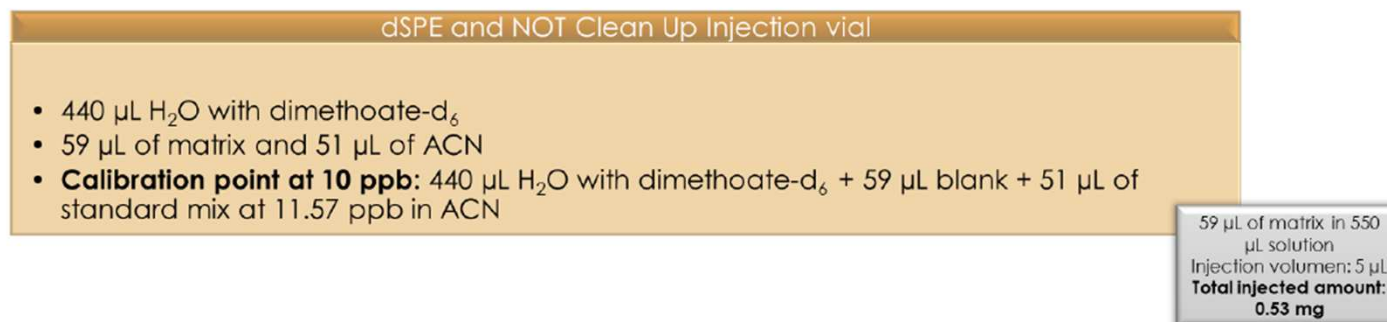 dSPE and NOT Clean Up Injection vial
• 440 µL H₂O with dimethoate-d₆
• 59 µL of matrix and 51 µL of ACN
• Calibration point at 10 ppb: 440 µL H₂O with dimethoate-d₆ + 59 µL blank + 51 µL of
standard mix at 11.57 ppb in ACN
59 µL of matrix in 550
µL solution
Injection volumen: 5 µL
Total injected amount:
0.53 mg